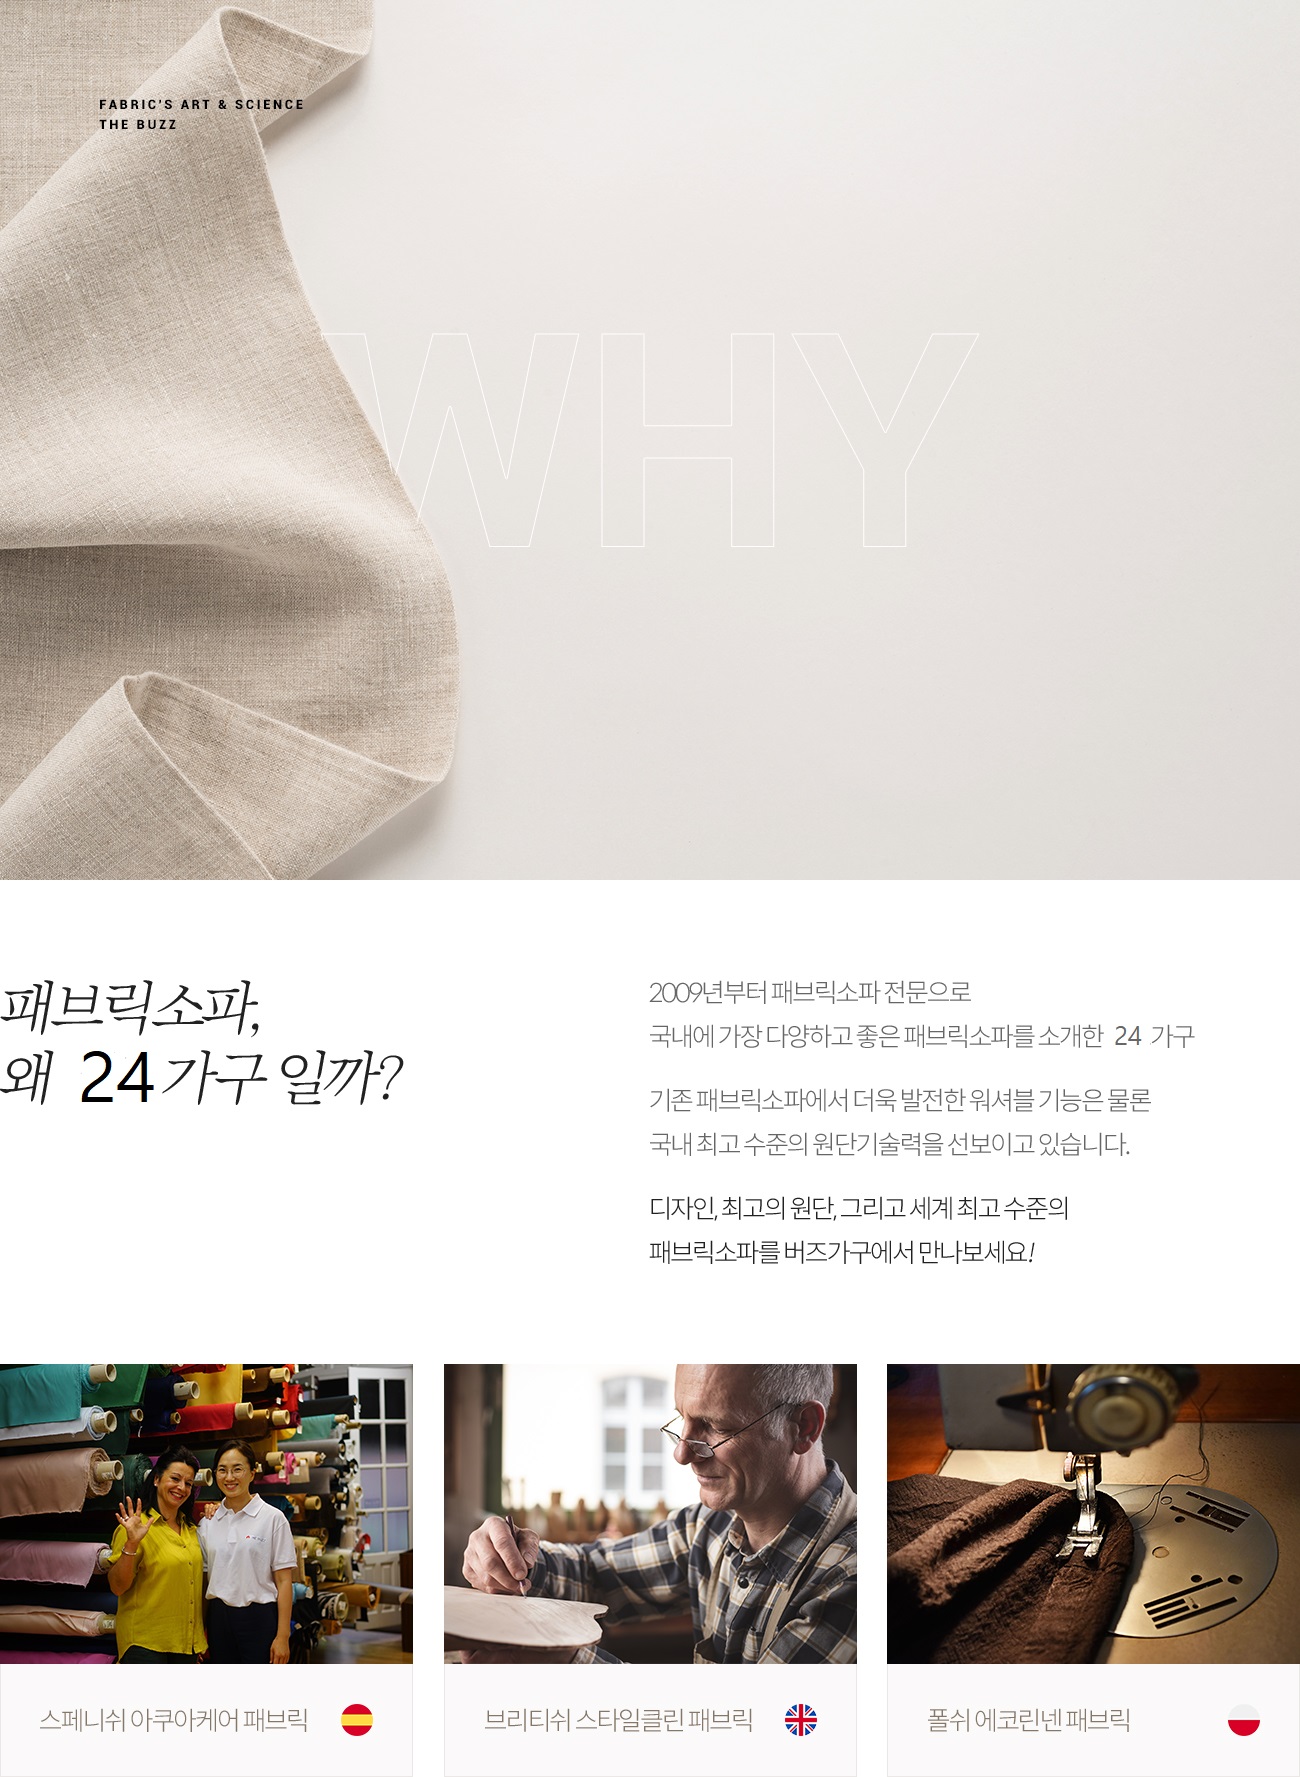 FABRIC'S ART & SCIENCE
THE BUZZ
WHY
패브릭소파,
왜 24가구 일까?
2009년부터 패브릭소파 전문으로
국내에 가장 다양하고 좋은 패브릭소파를 소개한 24 가구
기존 패브릭소파에서 더욱 발전한 워셔블 기능은 물론
국내 최고 수준의 원단기술력을 선보이고 있습니다.
디자인, 최고의 원단, 그리고 세계 최고 수준의
패브릭소파를 버즈가구에서 만나보세요!
스페니쉬 아쿠아케어 패브릭
브리티쉬 스타일클린 패브릭
폴쉬 에코린넨 패브릭